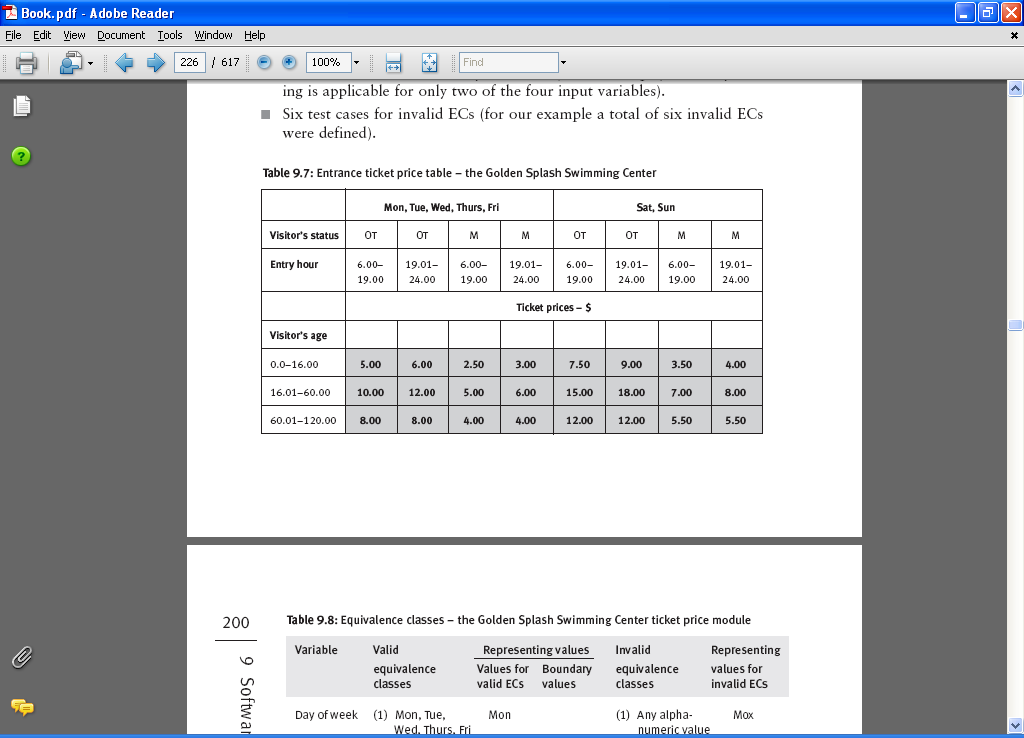 Book.pdf - Adobe Reader
File Edit View Document Tools Window Help
226 / 617 100% Find
ing is applicable for only two of the four input variables).
Six test cases for invalid ECs (for our example a total of six invalid ECs
were defined).
Table 9.7: Entrance ticket price table – the Golden Splash Swimming Center
Mon, Tue, Wed, Thurs, Fri Sat, Sun
Visitor's status OT OT M M OT OT M M
Entry hour 6.00– 19.01– 6.00– 19.01– 6.00– 19.01– 6.00– 19.01–
19.00 24.00 19.00 24.00 19.00 24.00 19.00 24.00
Ticket prices – $
Visitor's age
0.0–16.00 5.00 6.00 2.50 3.00 7.50 9.00 3.50 4.00
16.01–60.00 10.00 12.00 5.00 6.00 15.00 18.00 7.00 8.00
60.01–120.00 8.00 8.00 4.00 4.00 12.00 12.00 5.50 5.50
200
9
Table 9.8: Equivalence classes – the Golden Splash Swimming Center ticket price module
Variable Valid Representing values Invalid Representing
equivalence Values for Boundary equivalence values for
classes valid ECs values classes invalid ECs
Day of week (1) Mon, Tue, Mon (1) Any alpha- Mox
Wed, Thurs, Fri numeric value